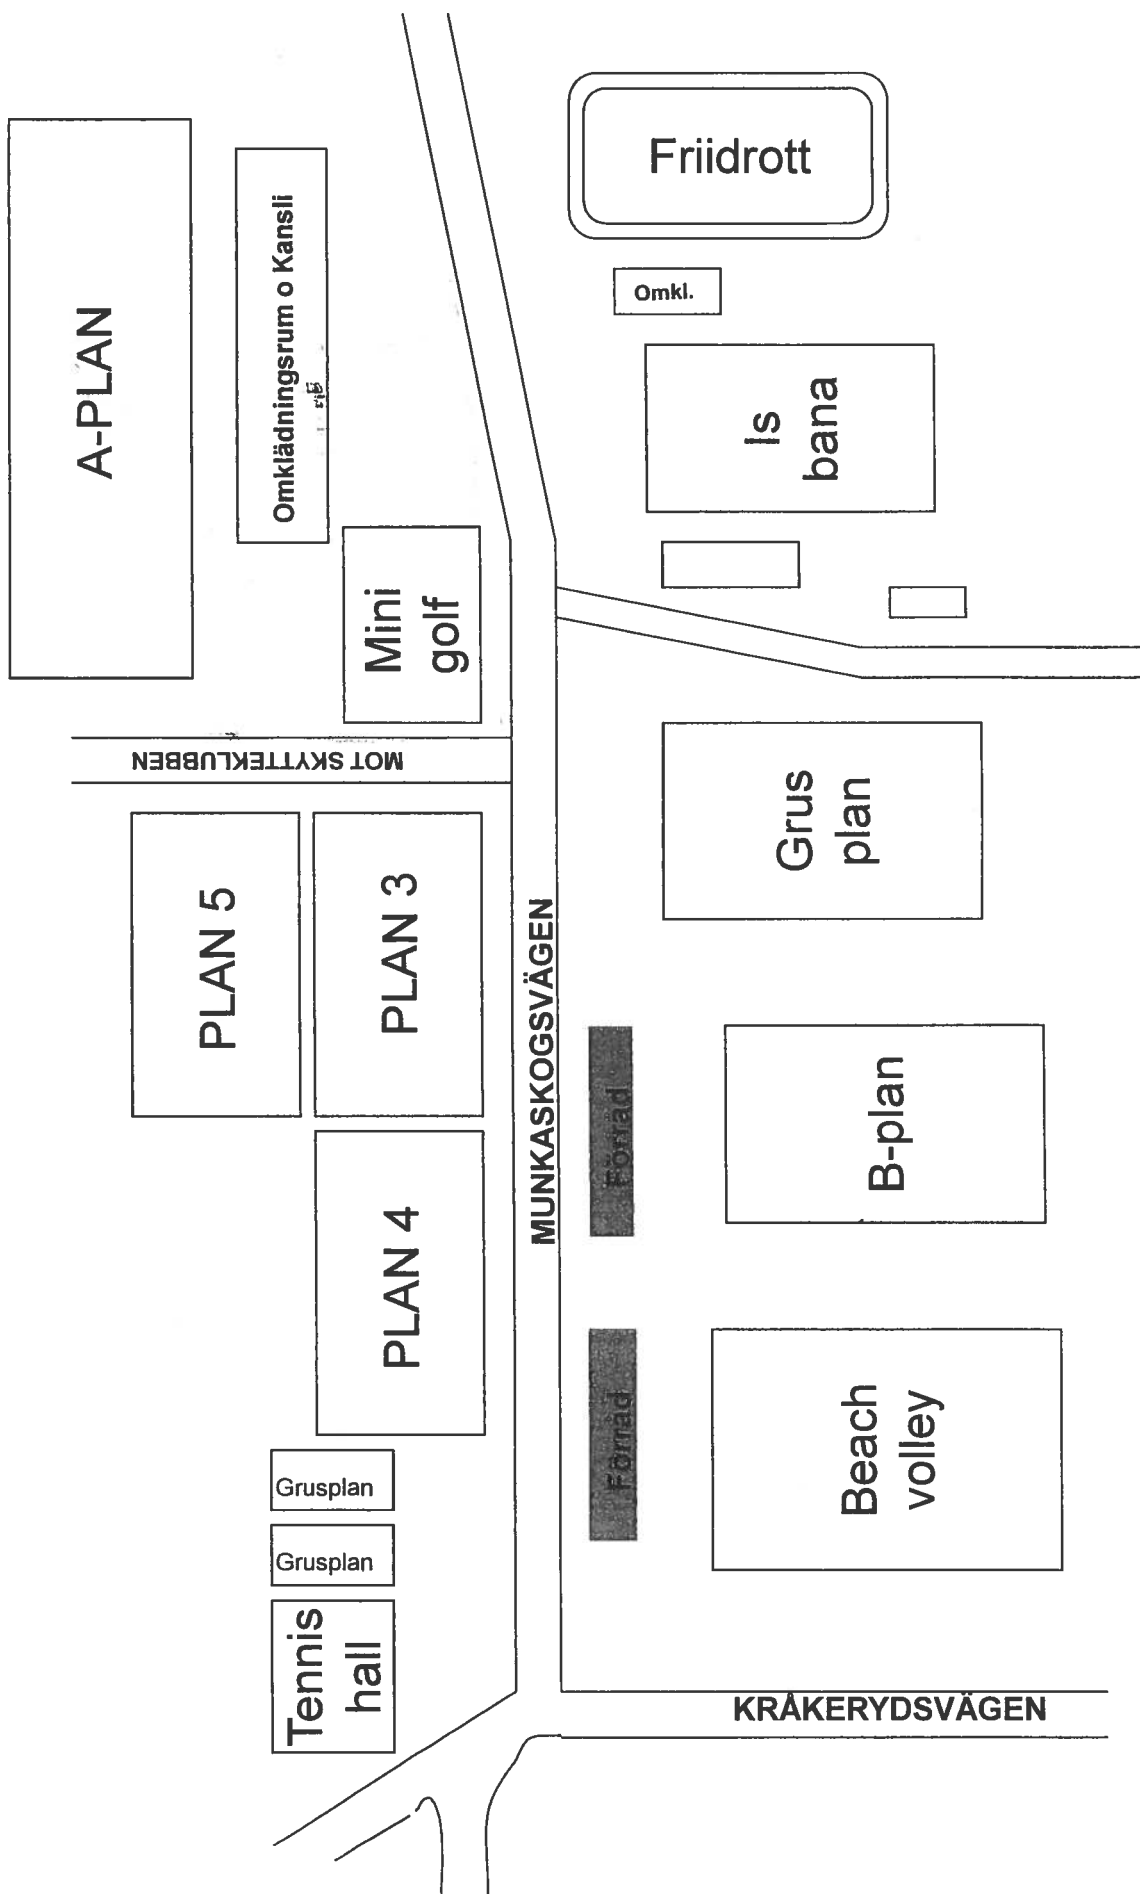 A-PLAN
Omklädningsrum o Kansli
Friidrott
Omkl.
Is
bana
Mini
golf
MOT SKYTTEKLUBBEN
PLAN 5
PLAN 3
Grus
plan
MUNKASKOGSVÄGEN
Förråd
B-plan
PLAN 4
Förråd
Beach
volley
Grusplan
Grusplan
Tennis
hall
KRÅKERYDSVÄGEN